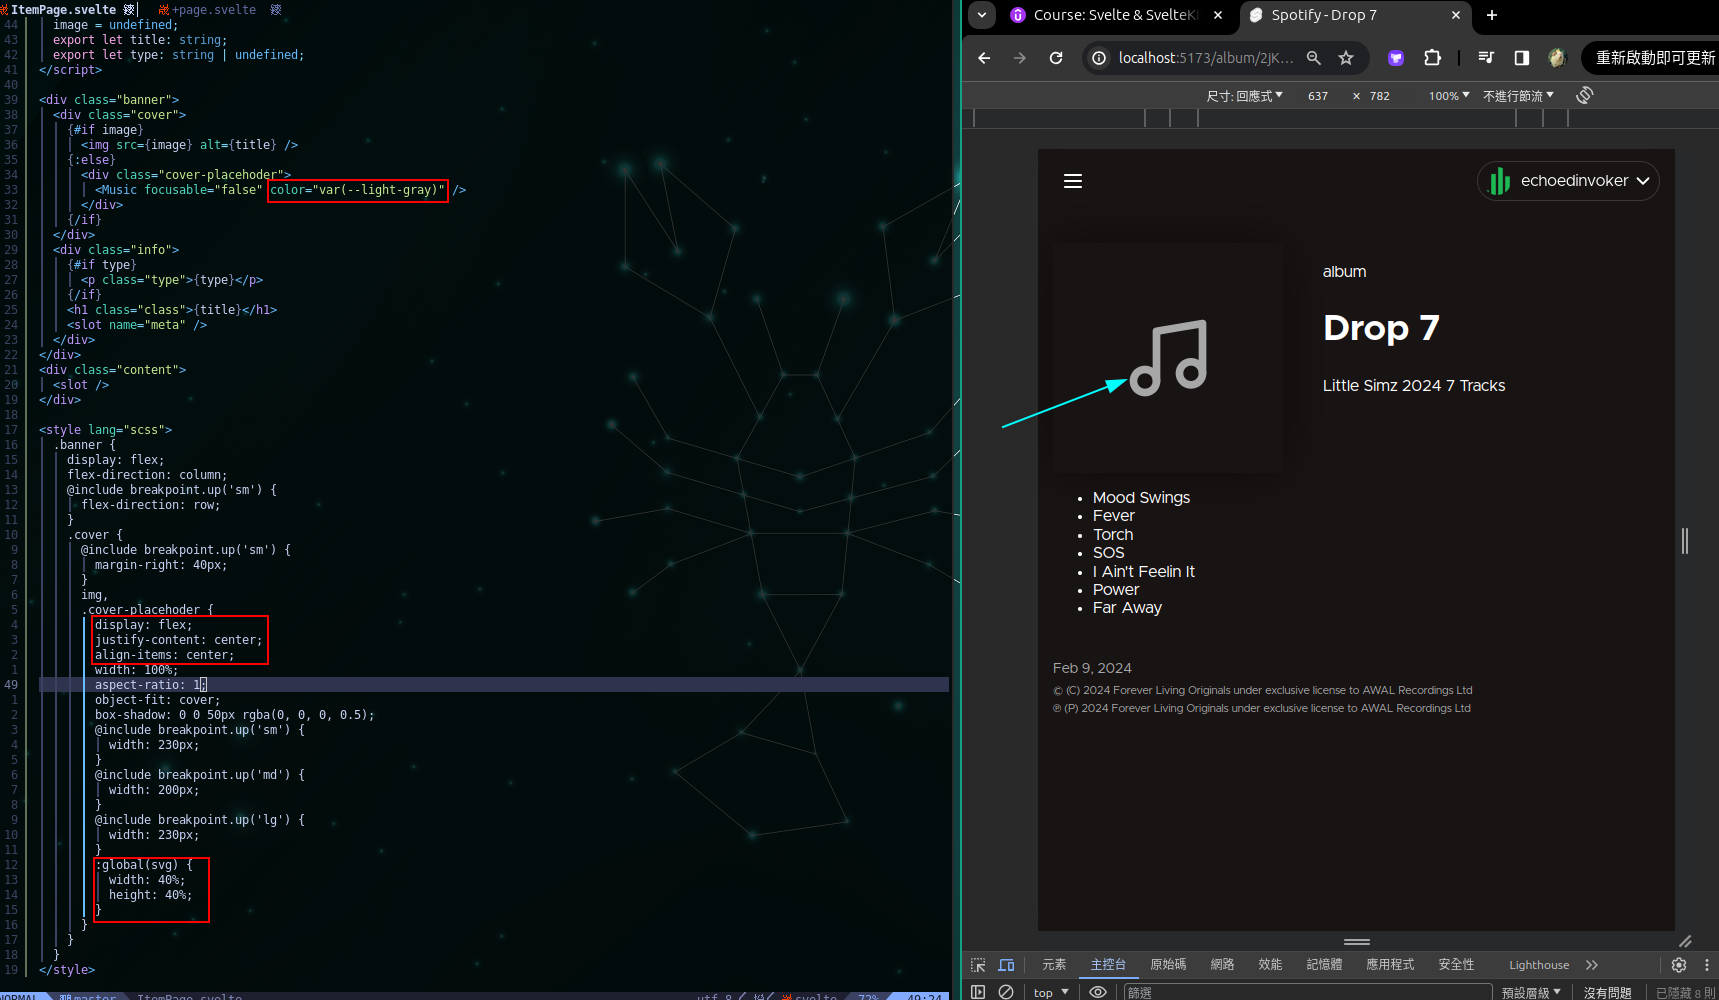 ItemPage.svelte
+page.svelte
44 image = undefined;
43 export let title: string;
42 export let type: string | undefined;
41 </script>
40
39 <div class="banner">
38 <div class="cover">
37 {#if image}
36 <img src={image} alt={title} />
35 {:else}
34 <div class="cover-placehoder">
33 <Music focusable="false" color="var(--light-gray)" />
32 </div>
31 {/if}
30 </div>
29 <div class="info">
28 {#if type}
27 <p class="type">{type}</p>
26 {/if}
25 <h1 class="class">{title}</h1>
24 <slot name="meta" />
23 </div>
22 </div>
21 <div class="content">
20 <slot />
19 </div>
18
17 <style lang="scss">
16 .banner {
15 display: flex;
14 flex-direction: column;
13 @include breakpoint.up('sm') {
12 flex-direction: row;
11 }
10 .cover {
9 @include breakpoint.up('sm') {
8 margin-right: 40px;
7 }
6 img,
5 .cover-placehoder {
4 display: flex;
3 justify-content: center;
2 align-items: center;
1 width: 100%;
49 aspect-ratio: 1;
1 object-fit: cover;
2 box-shadow: 0 0 50px rgba(0, 0, 0, 0.5);
3 @include breakpoint.up('sm') {
4 width: 230px;
5 }
6 @include breakpoint.up('md') {
7 width: 200px;
8 }
9 @include breakpoint.up('lg') {
10 width: 230px;
11 }
12 :global(svg) {
13 width: 40%;
14 height: 40%;
15 }
16 }
17 }
18 }
19 </style>
NORMAL master ItemPage.svelte utf-8 svelte 72% 49:24
Course: Svelte & SvelteK
Spotify - Drop 7
localhost:5173/album/2jK...
重新啟動即可更新
尺寸: 回應式 637 × 782 100% 不進行節流
echoedinvoker
album
Drop 7
Little Simz 2024 7 Tracks
Mood Swings
Fever
Torch
SOS
I Ain't Feelin It
Power
Far Away
Feb 9, 2024
© (C) 2024 Forever Living Originals under exclusive license to AWAL Recordings Ltd
℗ (P) 2024 Forever Living Originals under exclusive license to AWAL Recordings Ltd
元素 主控台 原始碼 網路 效能 記憶體 應用程式 安全性 Lighthouse
top 篩選 預設層級 沒有問題 已隱藏 8 則